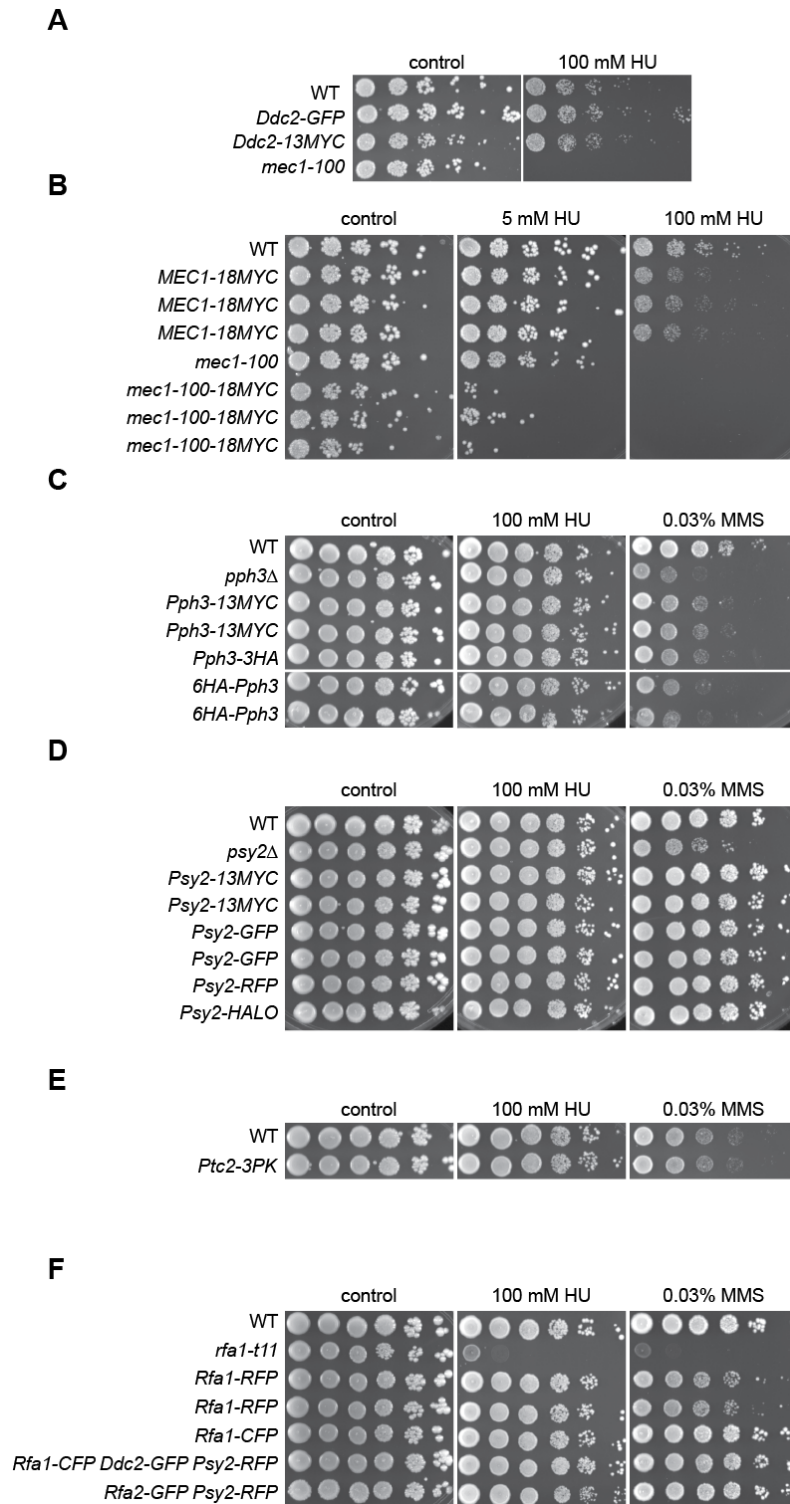 A
control 100 mM HU
WT
Ddc2-GFP
Ddc2-13MYC
mec1-100
B
control 5 mM HU 100 mM HU
WT
MEC1-18MYC
MEC1-18MYC
MEC1-18MYC
mec1-100
mec1-100-18MYC
mec1-100-18MYC
mec1-100-18MYC
C
control 100 mM HU 0.03% MMS
WT
pph3Δ
Pph3-13MYC
Pph3-13MYC
Pph3-3HA
6HA-Pph3
6HA-Pph3
D
control 100 mM HU 0.03% MMS
WT
psy2Δ
Psy2-13MYC
Psy2-13MYC
Psy2-GFP
Psy2-GFP
Psy2-RFP
Psy2-HALO
E
control 100 mM HU 0.03% MMS
WT
Ptc2-3PK
F
control 100 mM HU 0.03% MMS
WT
rfa1-t11
Rfa1-RFP
Rfa1-RFP
Rfa1-CFP
Rfa1-CFP Ddc2-GFP Psy2-RFP
Rfa2-GFP Psy2-RFP